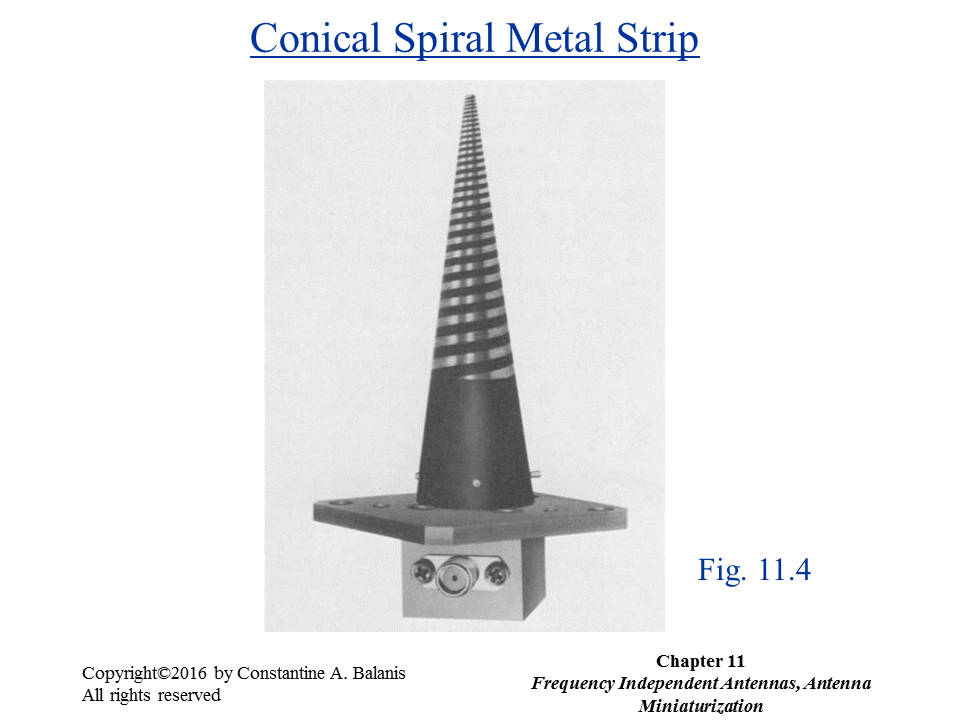 Conical Spiral Metal Strip
Fig. 11.4
Copyright©2016 by Constantine A. Balanis
All rights reserved
Chapter 11
Frequency Independent Antennas, Antenna
Miniaturization